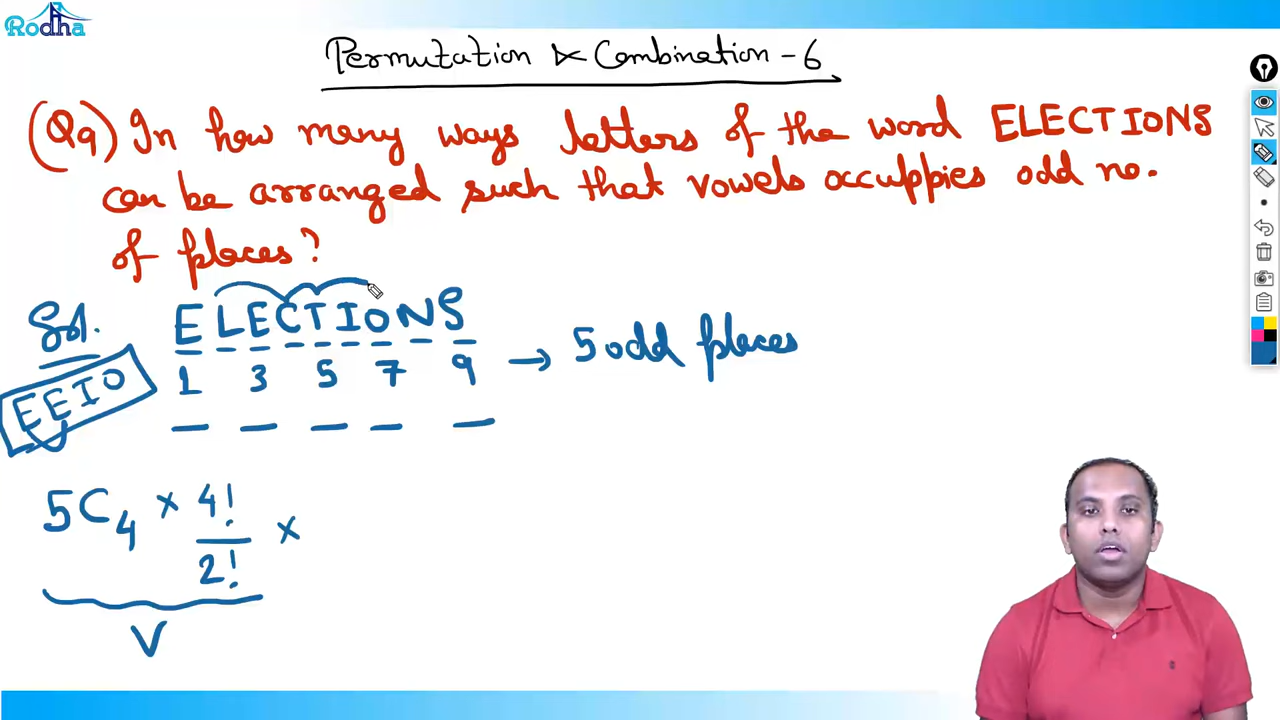 Rodha
Permutation & Combination - 6
(Q9) In how many ways letters of the word ELECTIONS
can be arranged such that vowels occuppies odd no.
of places?
Sol.
ELECTIONS
1 3 5 7 9 → 5 odd places
EEIO
5C4 × 4!/2! ×
V